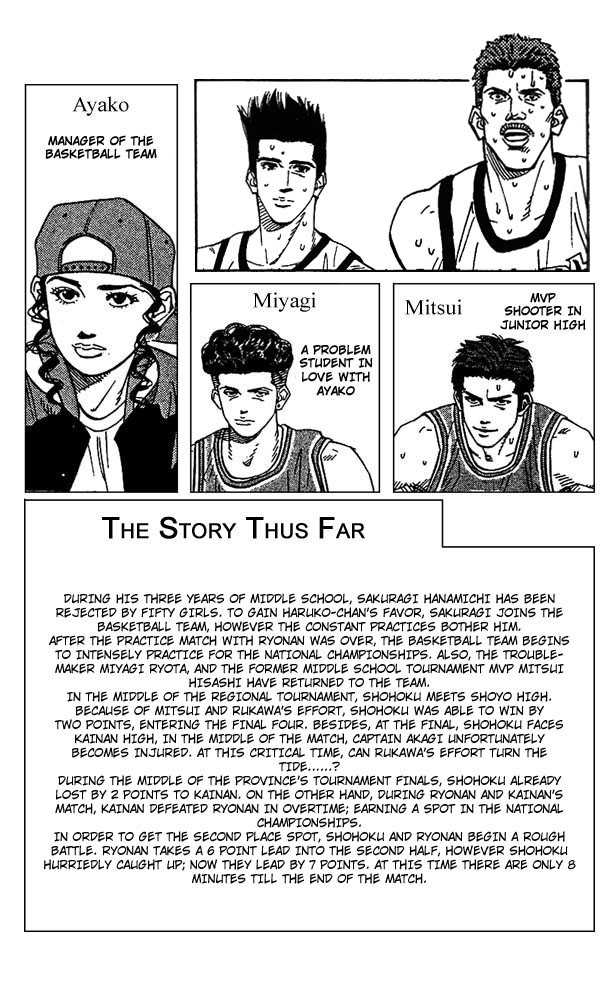 Ayako
MANAGER OF THE
BASKETBALL TEAM
Miyagi
A PROBLEM
STUDENT IN
LOVE WITH
AYAKO
Mitsui
MVP
SHOOTER IN
JUNIOR HIGH
THE STORY THUS FAR
DURING HIS THREE YEARS OF MIDDLE SCHOOL, SAKURAGI HANAMICHI HAS BEEN
REJECTED BY FIFTY GIRLS. TO GAIN HARUKO-CHAN'S FAVOR, SAKURAGI JOINS THE
BASKETBALL TEAM, HOWEVER THE CONSTANT PRACTICES BOTHER HIM.
AFTER THE PRACTICE MATCH WITH RYONAN WAS OVER, THE BASKETBALL TEAM BEGINS
TO INTENSELY PRACTICE FOR THE NATIONAL CHAMPIONSHIPS. ALSO, THE TROUBLE-
MAKER MIYAGI RYOTA, AND THE FORMER MIDDLE SCHOOL TOURNAMENT MVP MITSUI
HISASHI HAVE RETURNED TO THE TEAM.
IN THE MIDDLE OF THE REGIONAL TOURNAMENT, SHOHOKU MEETS SHOYO HIGH.
BECAUSE OF MITSUI AND RUKAWA'S EFFORT, SHOHOKU WAS ABLE TO WIN BY
TWO POINTS, ENTERING THE FINAL FOUR. BESIDES, AT THE FINAL, SHOHOKU FACES
KAINAN HIGH, IN THE MIDDLE OF THE MATCH, CAPTAIN AKAGI UNFORTUNATELY
BECOMES INJURED. AT THIS CRITICAL TIME, CAN RUKAWA'S EFFORT TURN THE
TIDE......?
DURING THE MIDDLE OF THE PROVINCE'S TOURNAMENT FINALS, SHOHOKU ALREADY
LOST BY 2 POINTS TO KAINAN. ON THE OTHER HAND, DURING RYONAN AND KAINAN'S
MATCH, KAINAN DEFEATED RYONAN IN OVERTIME; EARNING A SPOT IN THE NATIONAL
CHAMPIONSHIPS.
IN ORDER TO GET THE SECOND PLACE SPOT, SHOHOKU AND RYONAN BEGIN A ROUGH
BATTLE. RYONAN TAKES A 6 POINT LEAD INTO THE SECOND HALF, HOWEVER SHOHOKU
HURRIEDLY CAUGHT UP; NOW THEY LEAD BY 7 POINTS. AT THIS TIME THERE ARE ONLY 8
MINUTES TILL THE END OF THE MATCH.